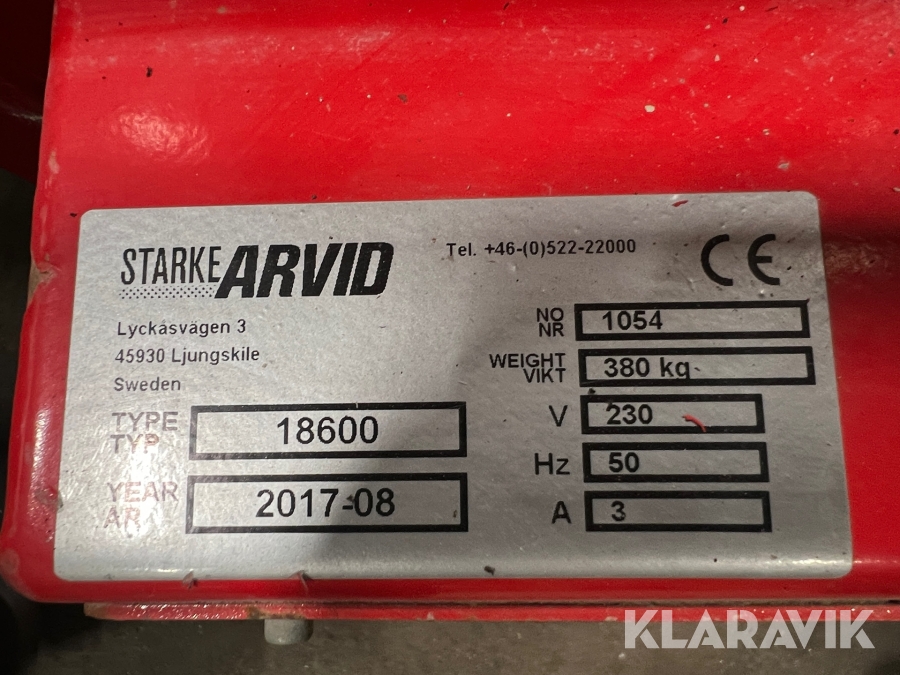 STARKE ARVID
Tel. +46-(0)522-22000
CE
Lyckåsvägen 3
45930 Ljungskile
Sweden
NO
NR 1054
WEIGHT
VIKT 380 kg
TYPE
TYP 18600
V 230
Hz 50
YEAR
ÅR 2017-08
A 3
KLARAVIK